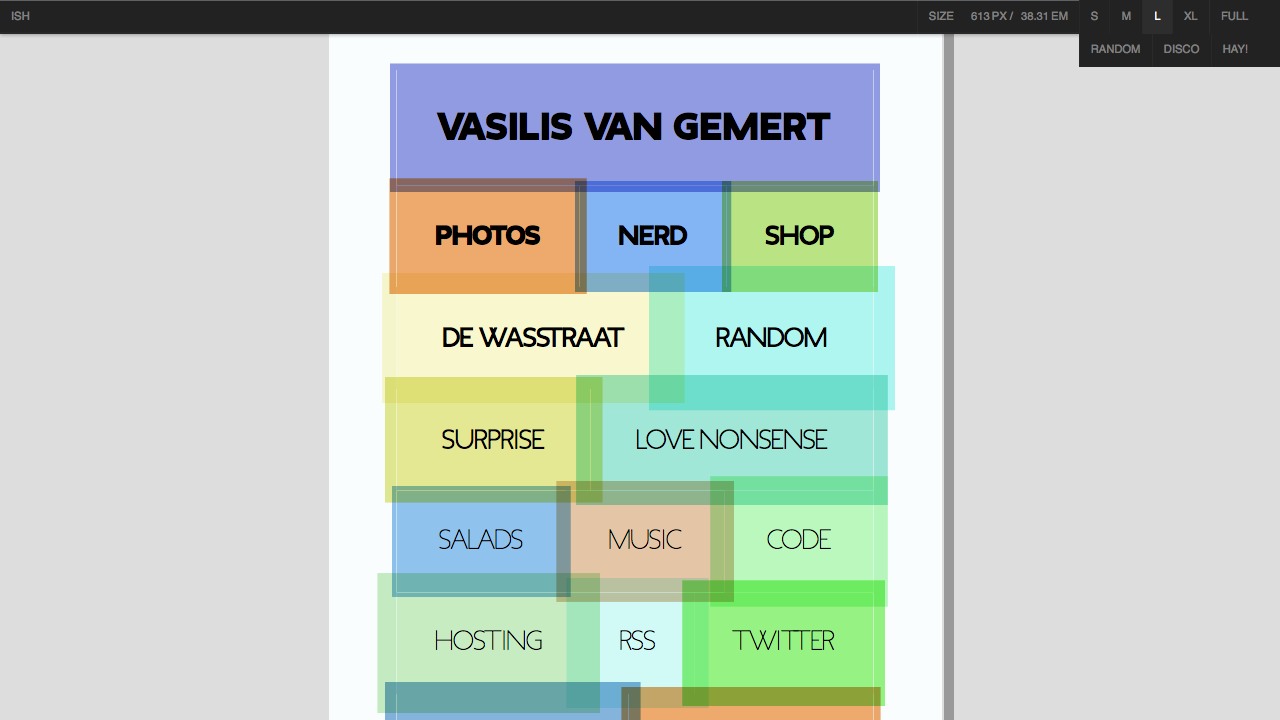 ISH SIZE 613 PX / 38.31 EM S M L XL FULL
RANDOM DISCO HAY!
VASILIS VAN GEMERT
PHOTOS NERD SHOP
DE WASSTRAAT RANDOM
SURPRISE LOVE NONSENSE
SALADS MUSIC CODE
HOSTING RSS TWITTER